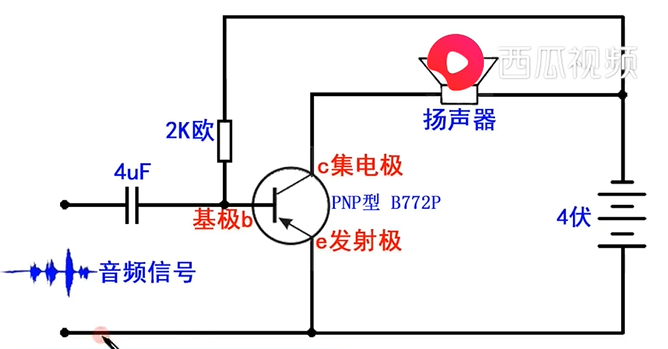 西瓜视频
扬声器
2K欧
4uF
c集电极
基极b
PNP型 B772P
4伏
e发射极
音频信号